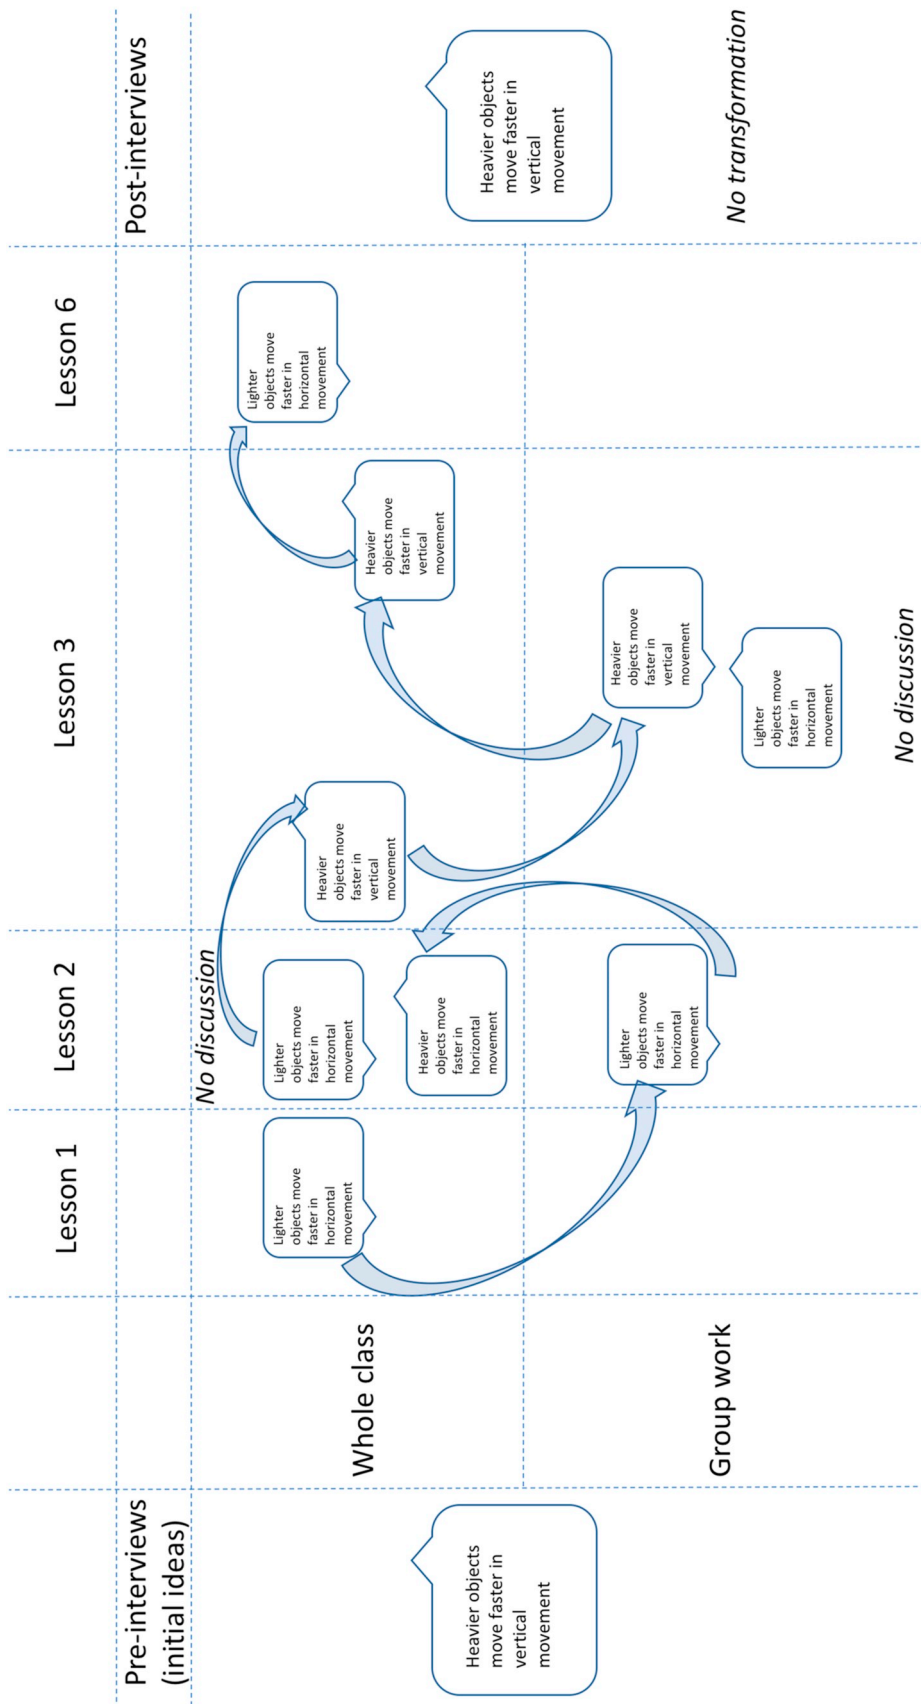 Lesson 1
Lesson 2
Lesson 3
Lesson 6
Pre-interviews
(initial ideas)
Post-interviews
Whole class
No discussion
Heavier objects
move faster in
vertical
movement
Lighter
objects move
faster in
horizontal
movement
Lighter
objects move
faster in
horizontal
movement
Heavier
objects move
faster in
horizontal
movement
Heavier
objects move
faster in
vertical
movement
Heavier
objects move
faster in
vertical
movement
Lighter
objects move
faster in
horizontal
movement
Heavier objects
move faster in
vertical
movement
Group work
Lighter
objects move
faster in
horizontal
movement
Heavier
objects move
faster in
vertical
movement
Lighter
objects move
faster in
horizontal
movement
No discussion
No transformation